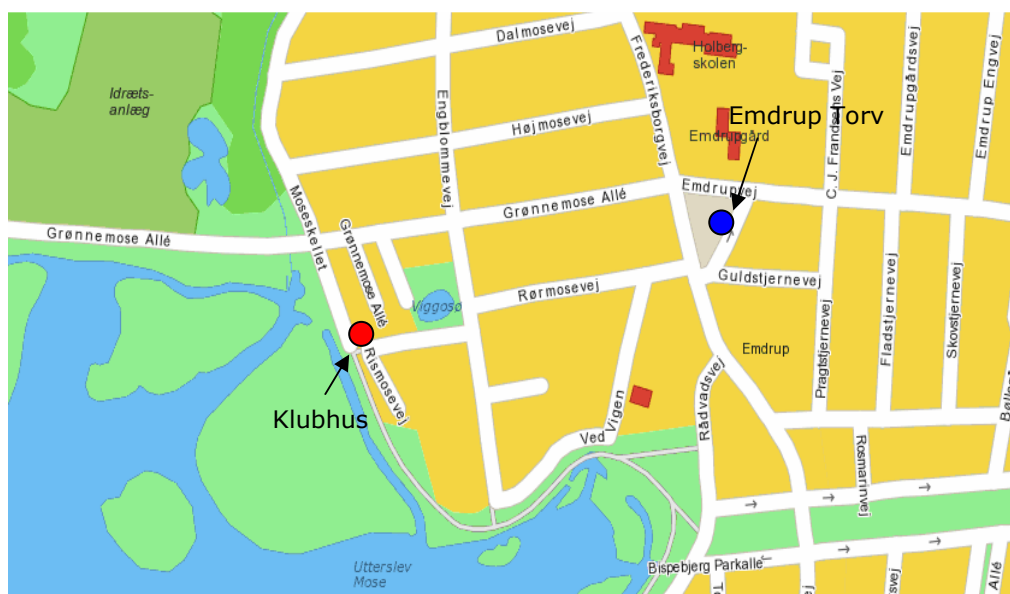 Dalmosevej
Frederiksborgvej
Holberg-
skolen
C. J. Frandsens Vej
Emdrupgårdsvej
Emdrup Engvej
Idræts-
anlæg
Engblommevej
Højmosevej
Emdrup Torv
Emdrupgård
Emdrupvej
Moseskellet
Grønnemose Allé
Grønnemose Allé
Grønnemose Allé
Guldstjernevej
Viggosø
Rørmosevej
Pragtstjernevej
Fladstjernevej
Skovstjernevej
Emdrup
Rismosevej
Rådvadsvej
Klubhus
Ved Vigen
Rosmarinvej
Utterslev
Mose
Bispebjerg Parkalle
Allé